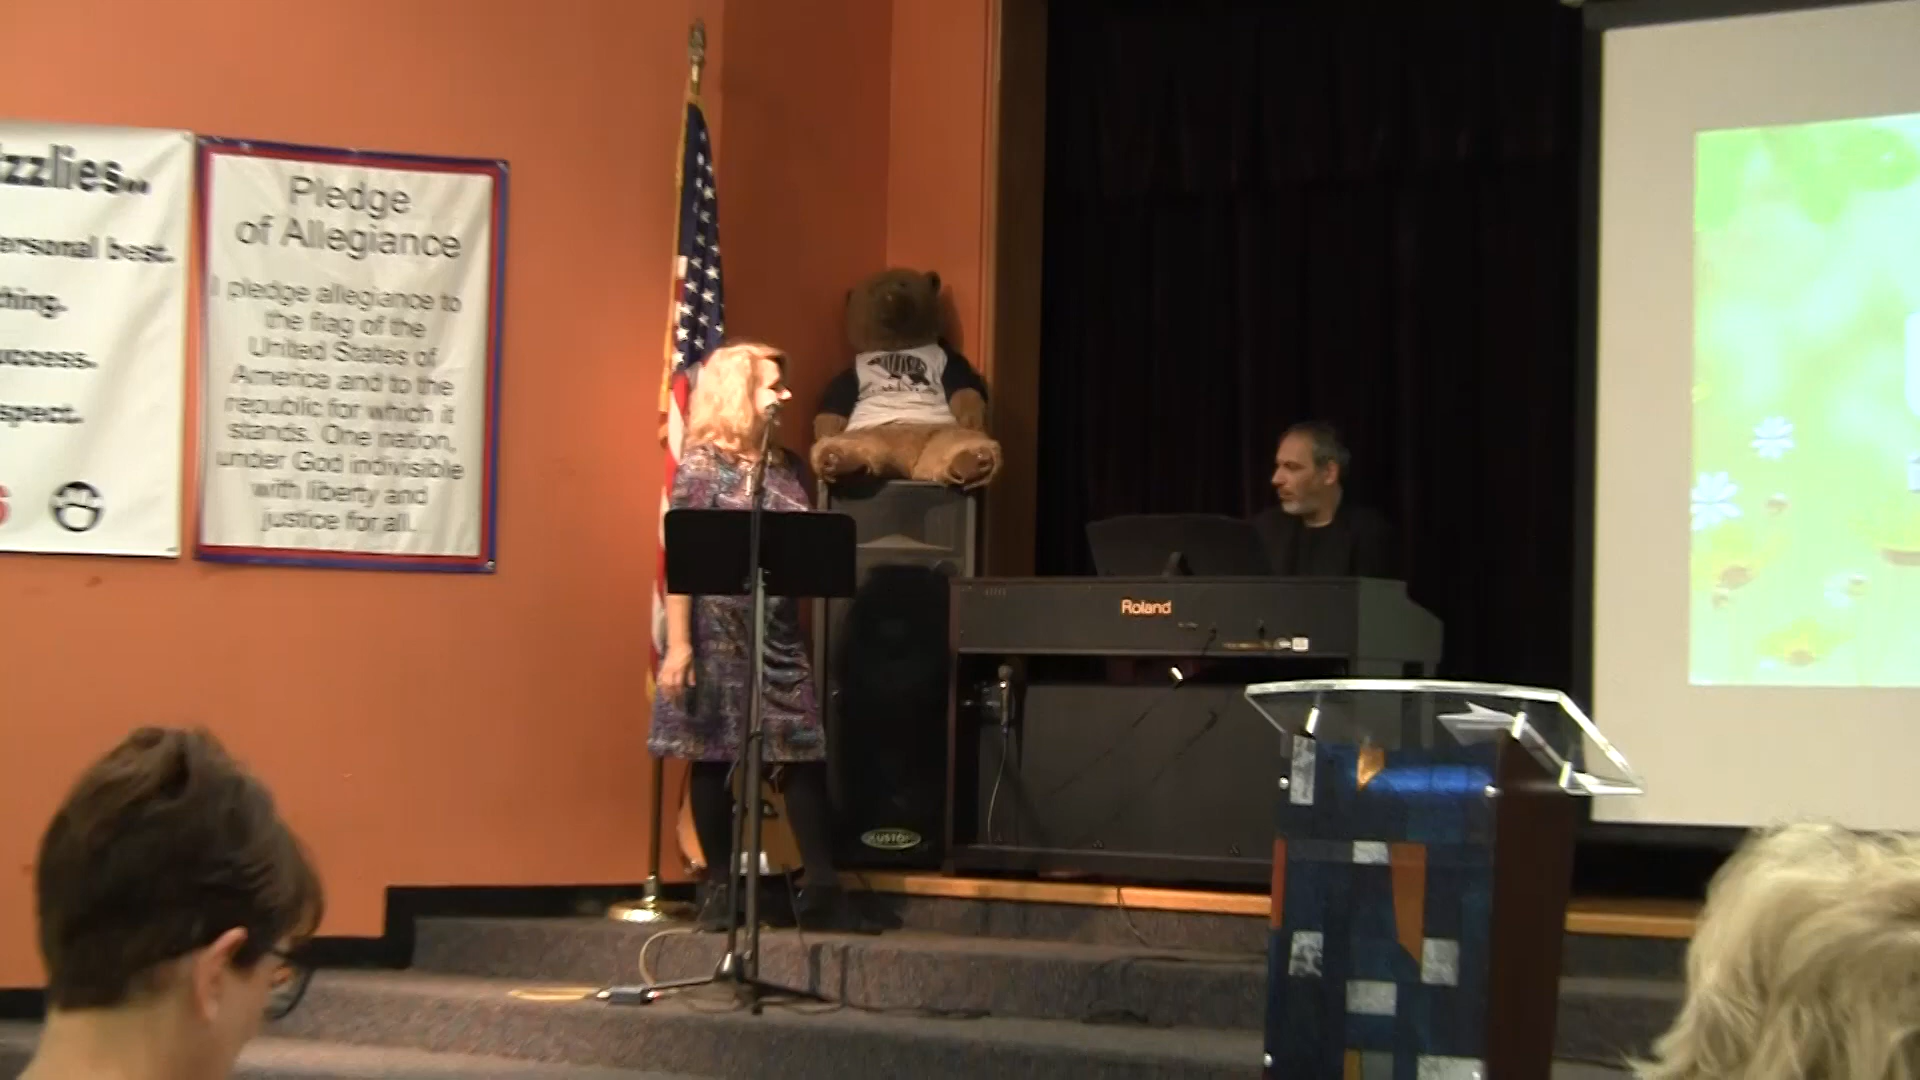 izzlies..
ersonal best.
thing.
uccess.
spect.
Pledge
of Allegiance
I pledge allegiance to
the flag of the
United States of
America and to the
republic for which it
stands. One nation,
under God indivisible
with liberty and
justice for all.
Roland
KUSTOM